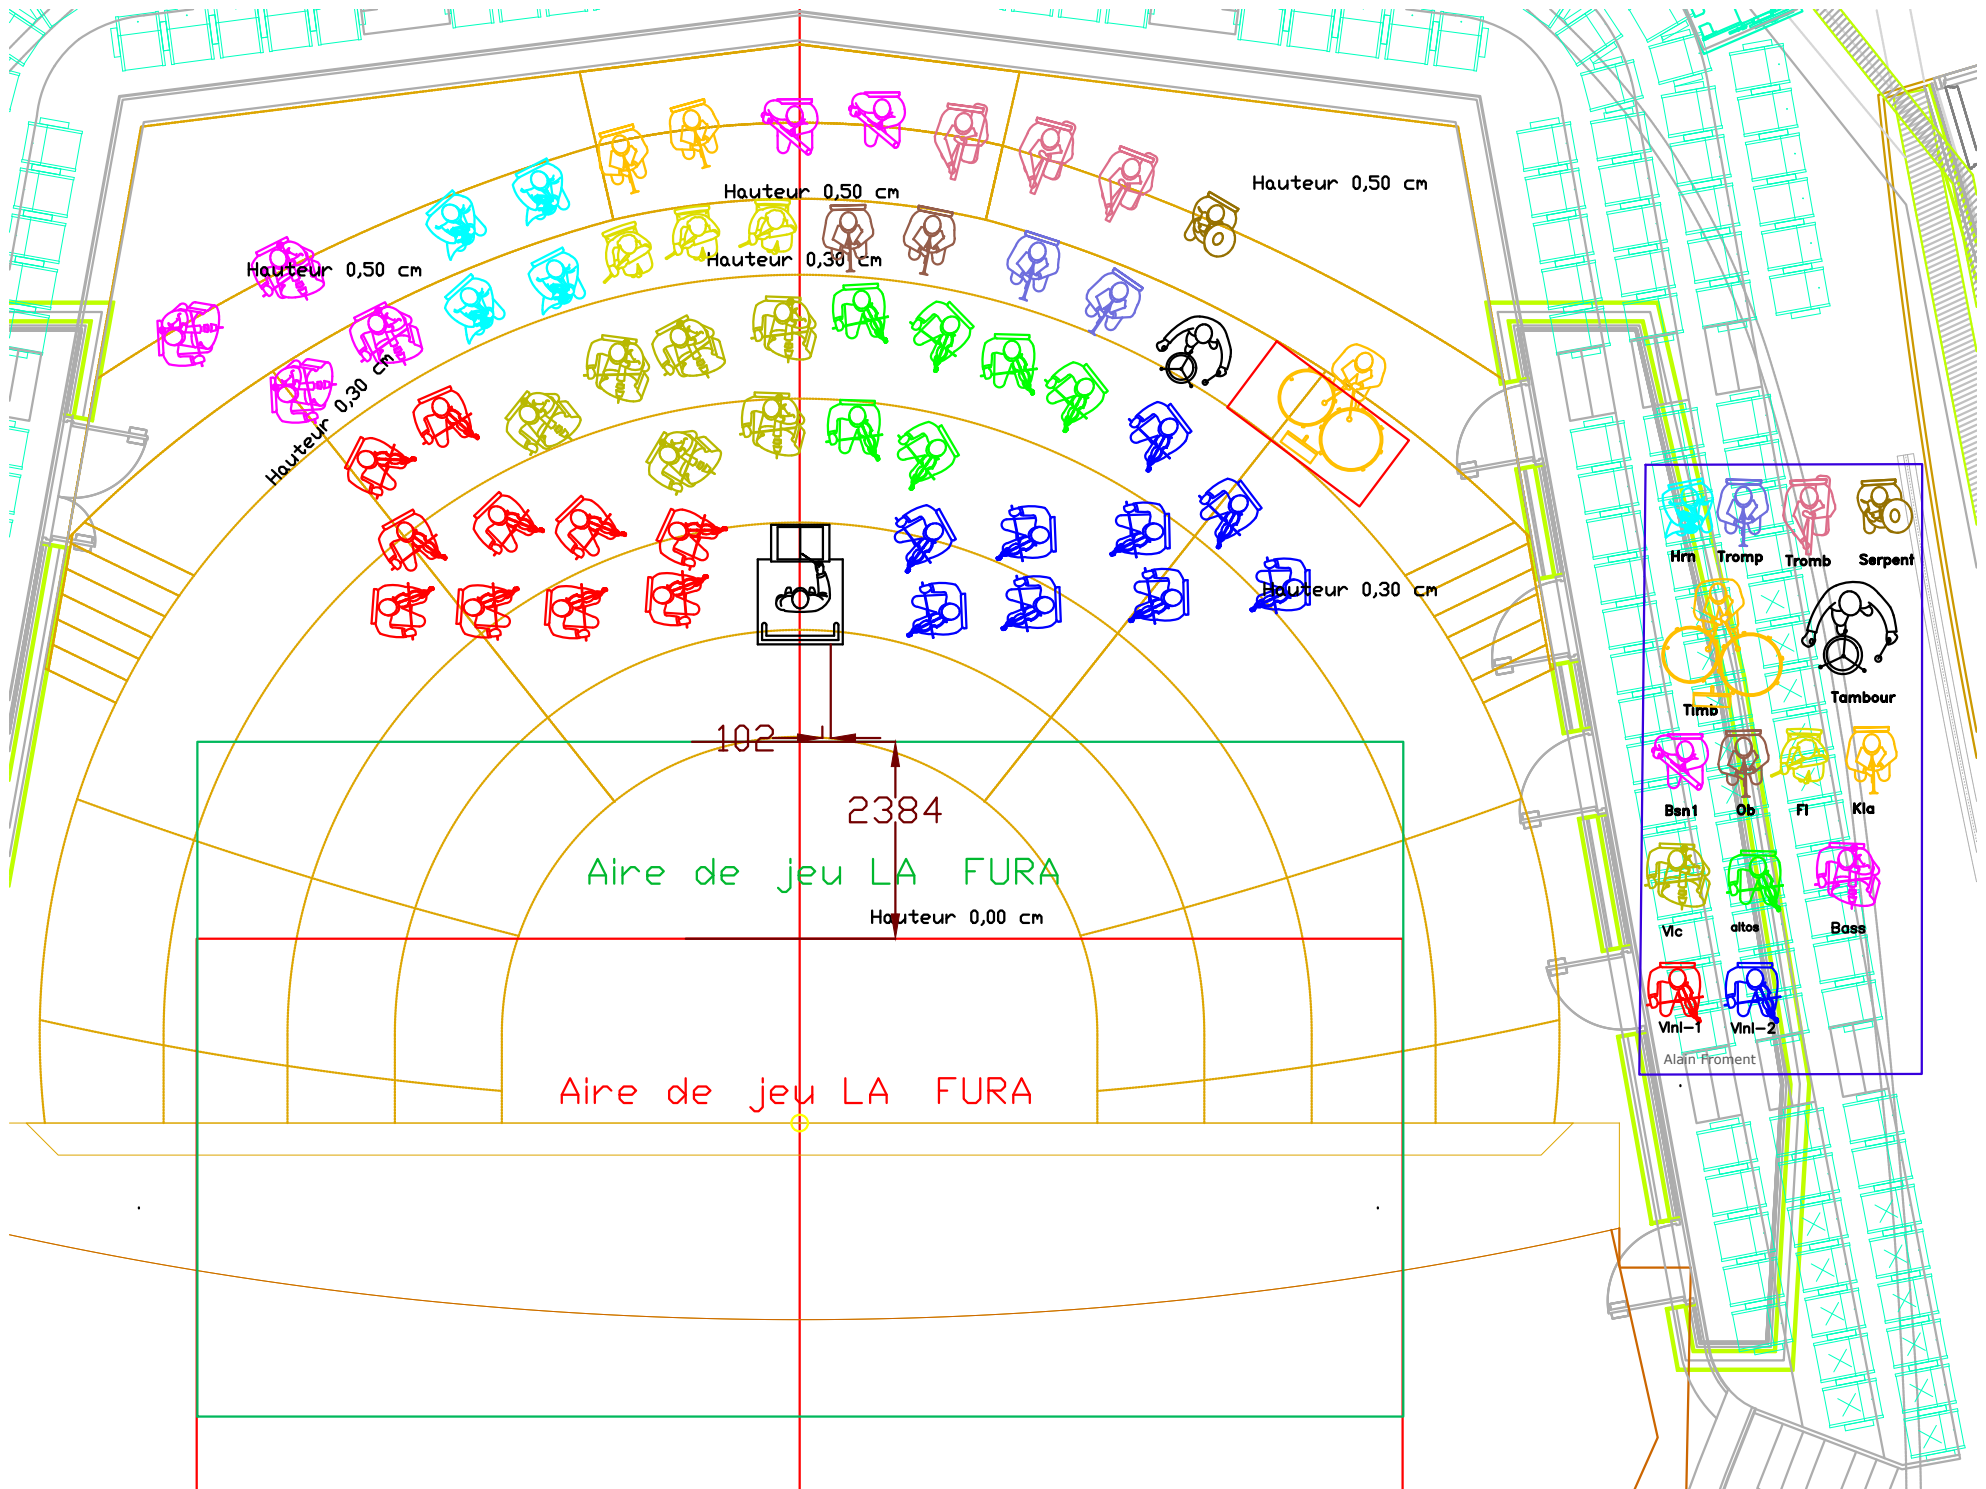 Hauteur 0,50 cm
Hauteur 0,50 cm
Hauteur 0,50 cm
Hauteur 0,30 cm
Hauteur 0,30 cm
Hauteur 0,30 cm
102
2384
Aire de jeu LA FURA
Hauteur 0,00 cm
Aire de jeu LA FURA
Hrn Tromp Tromb Serpent
Timb Tambour
Bsn1 Ob Fl Kla
Vlc altos Bass
Vlnl-1 Vlnl-2
Alain Froment